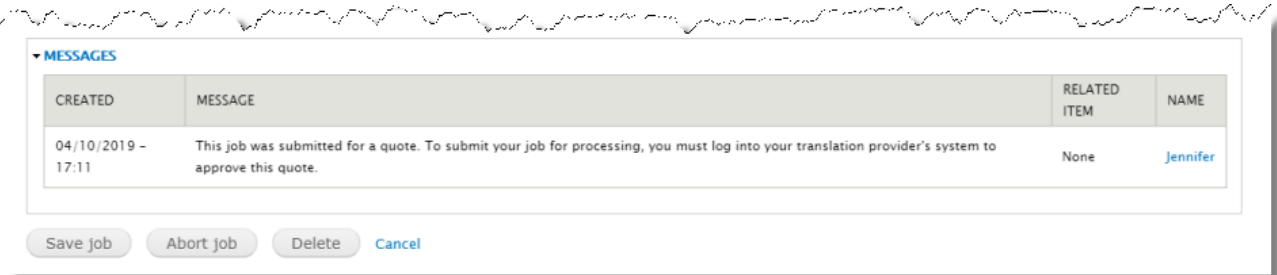 MESSAGES
CREATED MESSAGE RELATED ITEM NAME
04/10/2019 – 17:11 This job was submitted for a quote. To submit your job for processing, you must log into your translation provider's system to
approve this quote. None Jennifer
Save job Abort job Delete Cancel